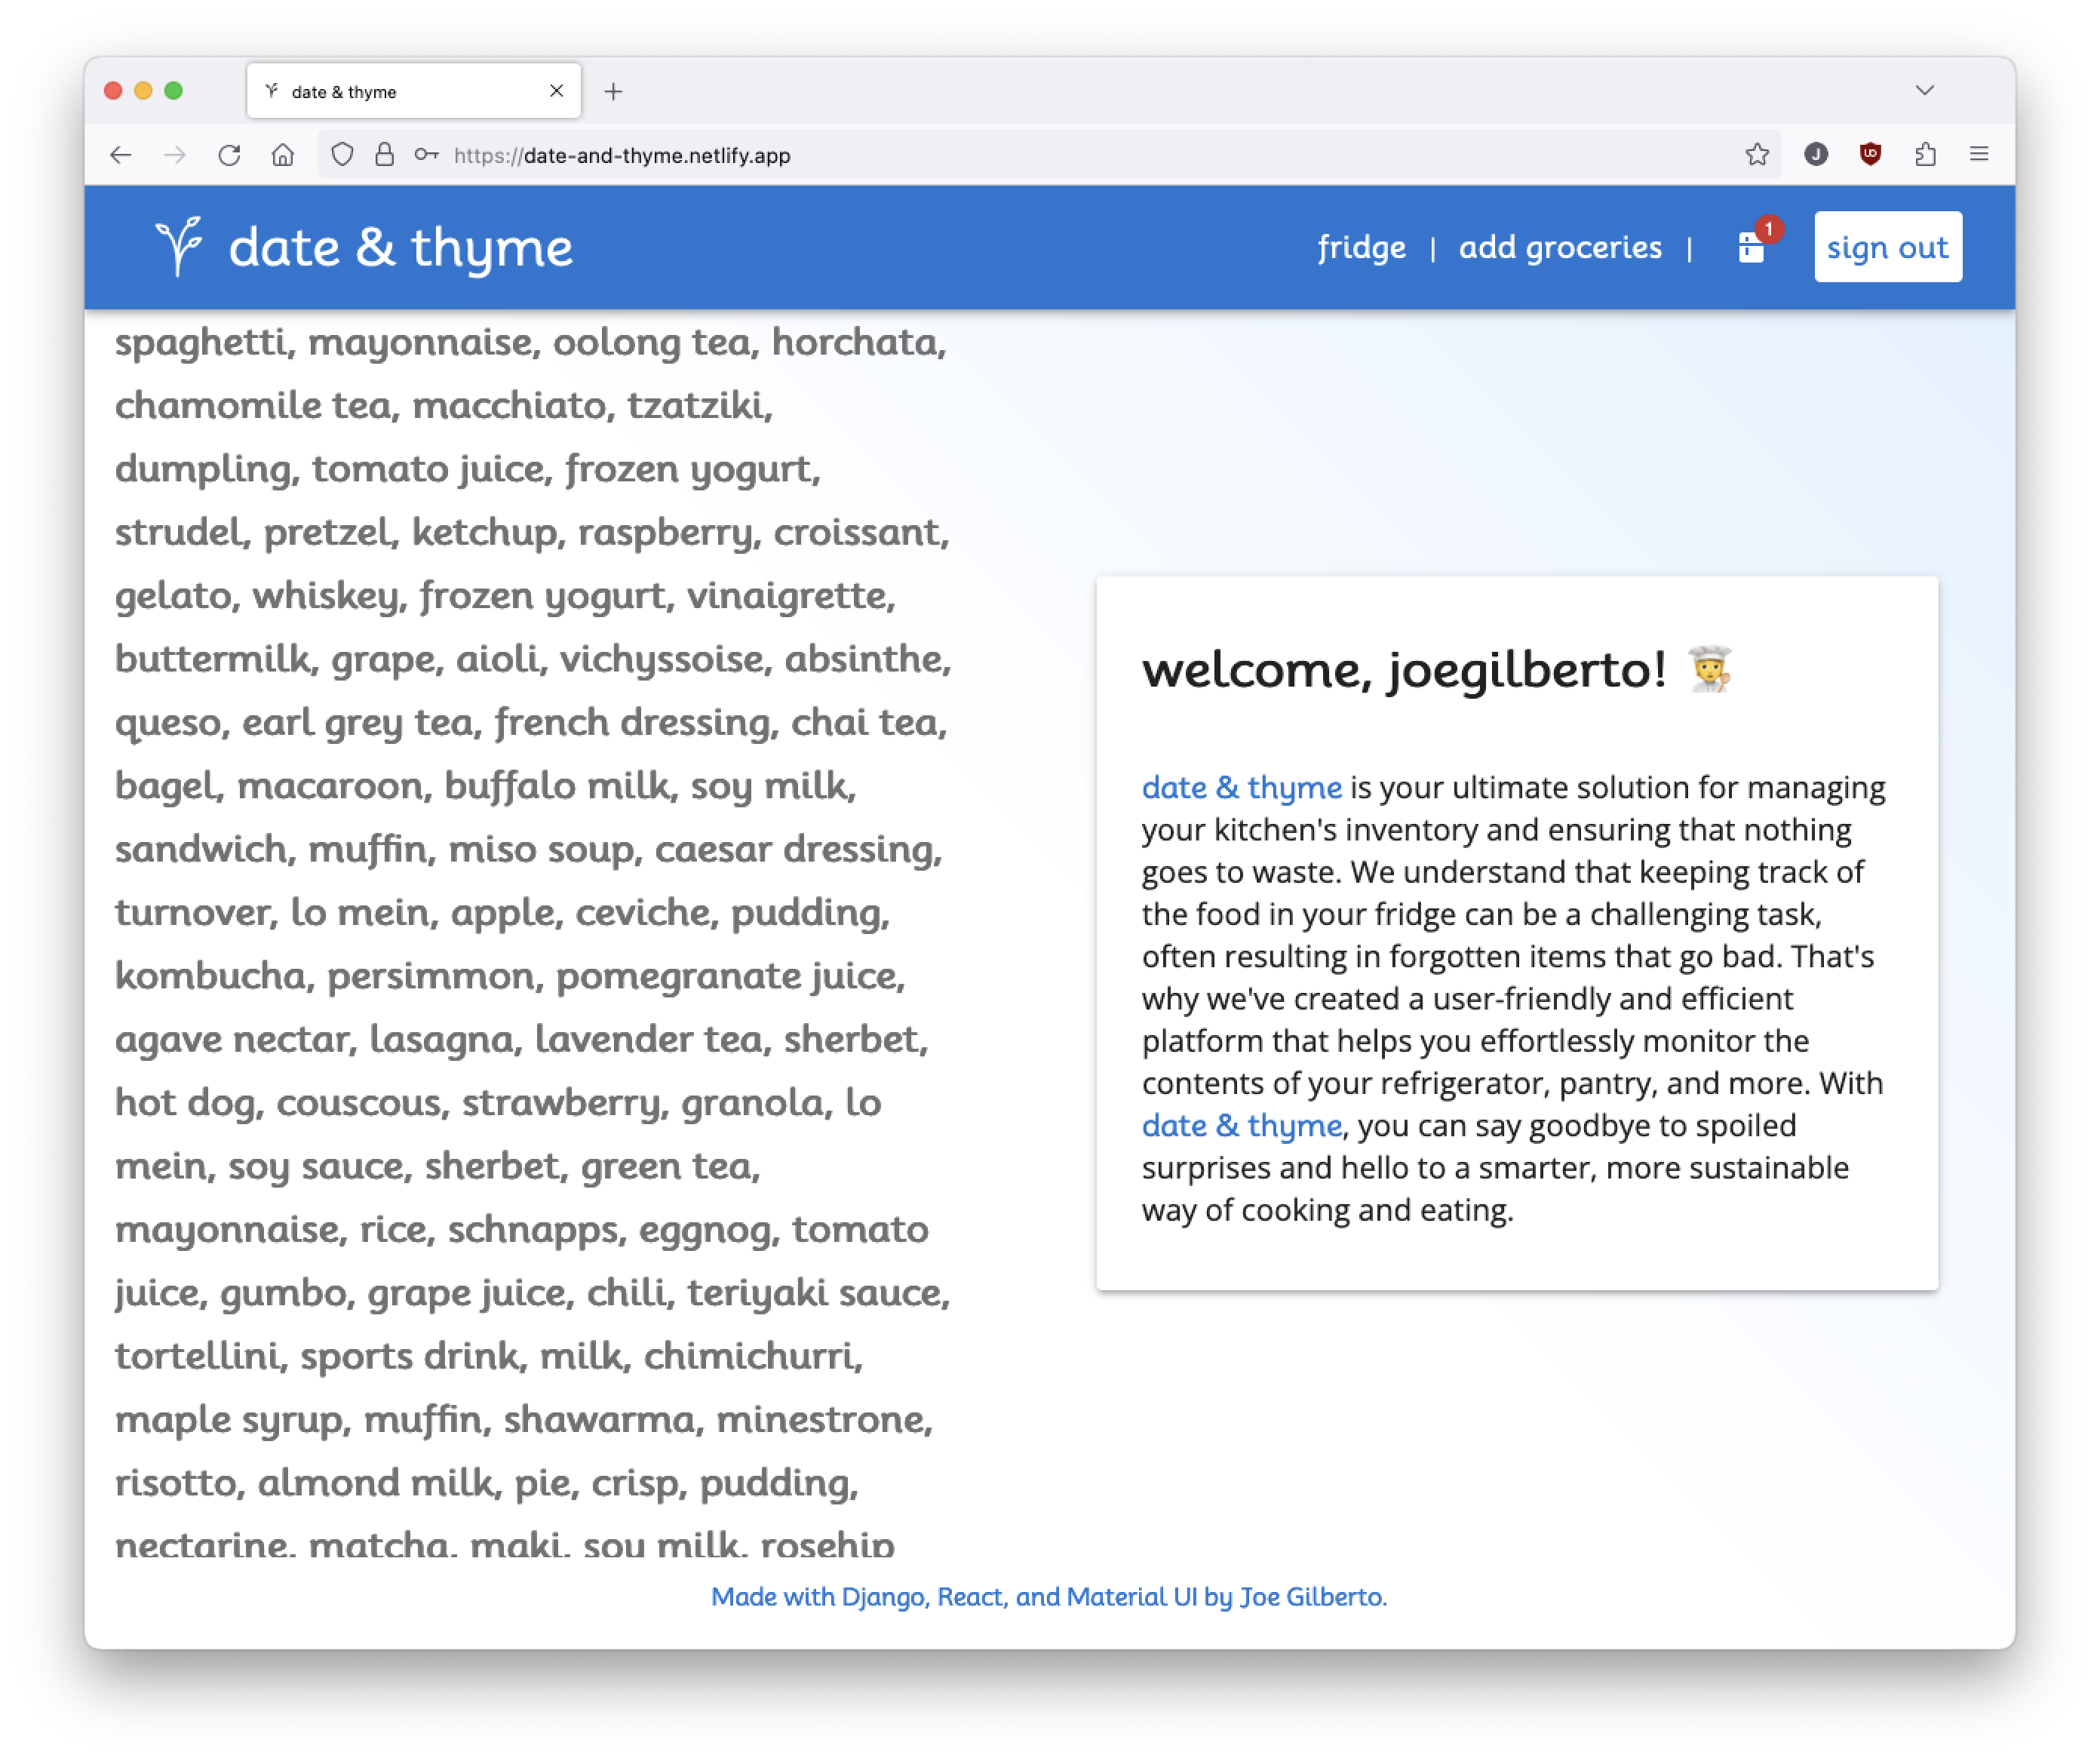 date & thyme
https://date-and-thyme.netlify.app
J
UO
date & thyme
fridge | add groceries |
1
sign out
spaghetti, mayonnaise, oolong tea, horchata,
chamomile tea, macchiato, tzatziki,
dumpling, tomato juice, frozen yogurt,
strudel, pretzel, ketchup, raspberry, croissant,
gelato, whiskey, frozen yogurt, vinaigrette,
buttermilk, grape, aioli, vichyssoise, absinthe,
queso, earl grey tea, french dressing, chai tea,
bagel, macaroon, buffalo milk, soy milk,
sandwich, muffin, miso soup, caesar dressing,
turnover, lo mein, apple, ceviche, pudding,
kombucha, persimmon, pomegranate juice,
agave nectar, lasagna, lavender tea, sherbet,
hot dog, couscous, strawberry, granola, lo
mein, soy sauce, sherbet, green tea,
mayonnaise, rice, schnapps, eggnog, tomato
juice, gumbo, grape juice, chili, teriyaki sauce,
tortellini, sports drink, milk, chimichurri,
maple syrup, muffin, shawarma, minestrone,
risotto, almond milk, pie, crisp, pudding,
nectarine, matcha, maki, soy milk, rosehip
welcome, joegilberto!
date & thyme is your ultimate solution for managing
your kitchen's inventory and ensuring that nothing
goes to waste. We understand that keeping track of
the food in your fridge can be a challenging task,
often resulting in forgotten items that go bad. That's
why we've created a user-friendly and efficient
platform that helps you effortlessly monitor the
contents of your refrigerator, pantry, and more. With
date & thyme, you can say goodbye to spoiled
surprises and hello to a smarter, more sustainable
way of cooking and eating.
Made with Django, React, and Material UI by Joe Gilberto.